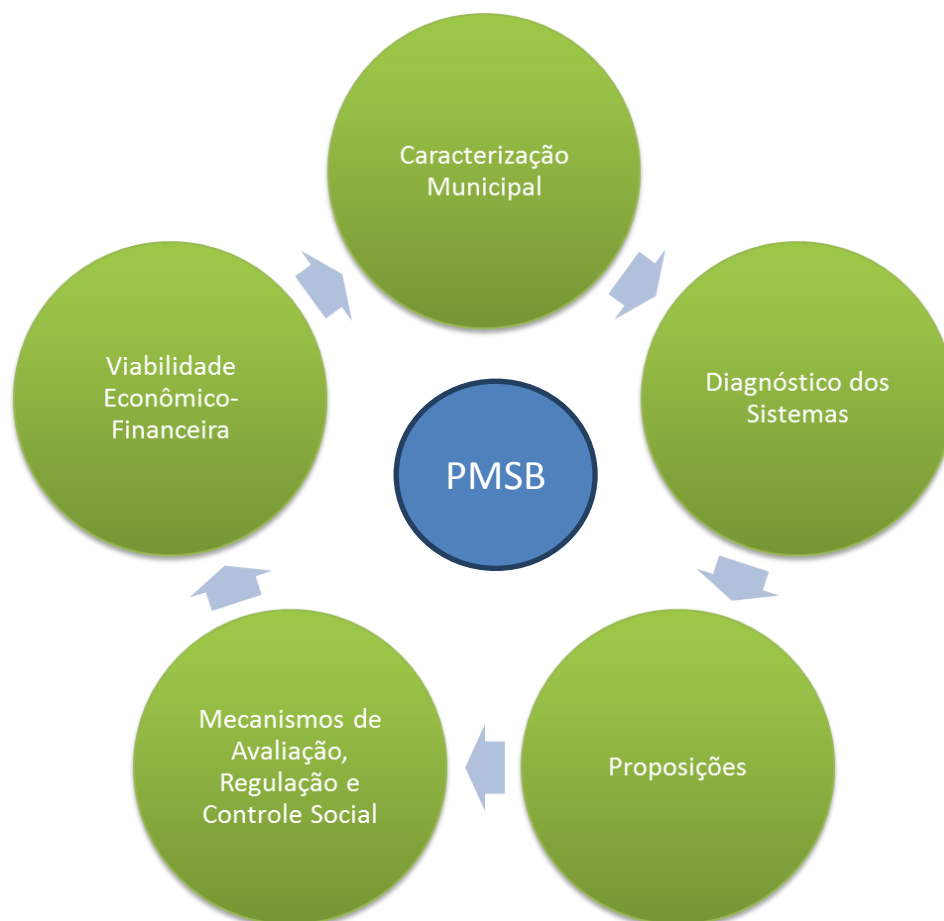 Caracterização
Municipal
Viabilidade
Econômico-
Financeira
Diagnóstico dos
Sistemas
PMSB
Mecanismos de
Avaliação,
Regulação e
Controle Social
Proposições